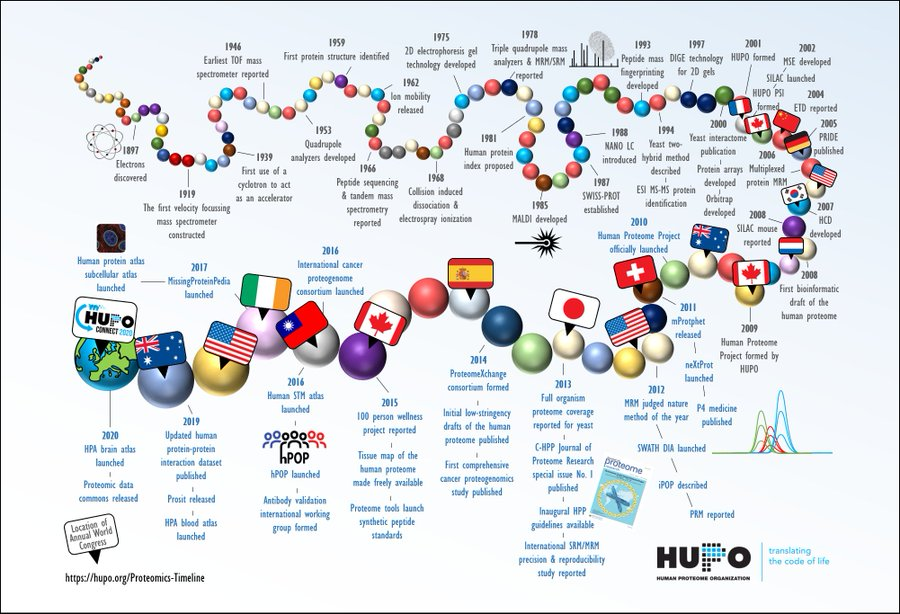 1897
Electrons
discovered
1919
The first velocity focussing
mass spectrometer
constructed
1946
Earliest TOF mass
spectrometer reported
1939
First use of a
cyclotron to act
as an accelerator
1959
First protein structure identified
1953
Quadrupole
analyzers developed
1962
Ion mobility
released
1966
Peptide sequencing
& tandem mass
spectrometry
reported
1975
2D electrophoresis gel
technology developed
1968
Collision induced
dissociation &
electrospray ionization
1978
Triple quadrupole mass
analyzers & MRM/SRM
reported
1981
Human protein
index proposed
1985
MALDI developed
1988
NANO LC
introduced
1987
SWISS-PROT
established
1993
Peptide mass
fingerprinting
developed
1994
Yeast two-
hybrid method
described
ESI MS-MS protein
identification
1997
DIGE technology
for 2D gels
2000
Yeast interactome
publication
Protein arrays
developed
Orbitrap
developed
2001
HUPO formed
HUPO PSI
formed
2002
MSE developed
SILAC launched
2004
ETD reported
2005
PRIDE
published
2006
Multiplexed
protein MRM
2007
HCD
developed
2008
SILAC mouse
reported
2008
First bioinformatic
draft of the
human proteome
2009
Human Proteome
Project formed by
HUPO
2010
Human Proteome Project
officially launched
2011
mProtphet
released
neXtProt
launched
P4 medicine
published
2012
MRM judged nature
method of the year
SWATH DIA launched
iPOP described
PRM reported
2013
Full organism
proteome coverage
reported for yeast
C-HPP Journal of
Proteome Research
special issue No. 1
published
Inaugural HPP
guidelines available
International SRM/MRM
precision & reproducibility
study reported
proteome
2014
ProteomeXchange
consortium formed
Initial low-stringency
drafts of the human
proteome published
First comprehensive
cancer proteogenomics
study published
2015
100 person wellness
project reported
Tissue map of the
human proteome
made freely available
Proteome tools launch
synthetic peptide
standards
2016
International cancer
proteogenome
consortium launched
2016
Human STM atlas
launched
hPOP
hPOP launched
Antibody validation
international working
group formed
2017
MissingProteinPedia
launched
Human protein atlas
subcellular atlas
launched
2019
Updated human
protein-protein
interaction dataset
published
Prosit released
HPA blood atlas
launched
HUPO
CONNECT 2020
2020
HPA brain atlas
launched
Proteomic data
commons released
Location of
Annual World
Congress
https://hupo.org/Proteomics-Timeline
HUPO
HUMAN PROTEOME ORGANIZATION
translating
the code of life